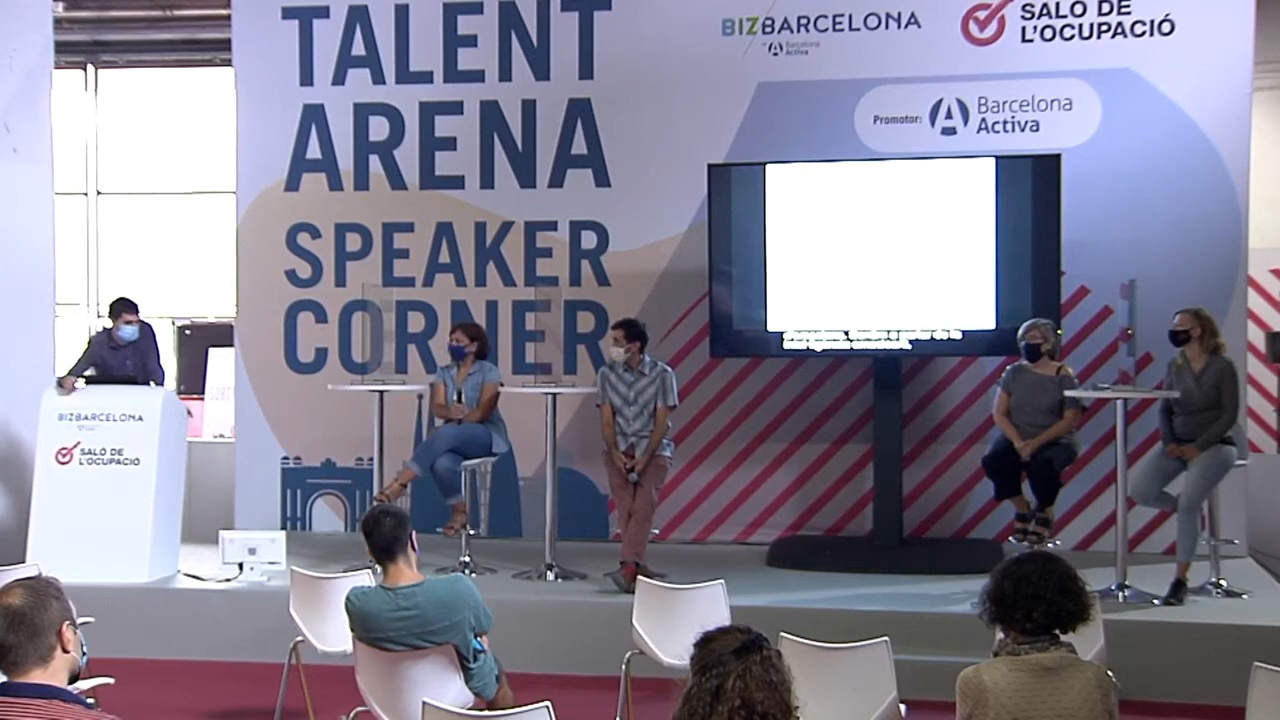 TALENT
ARENA
SPEAKER
CORNER
BIZBARCELONA
Barcelona
Activa
SALÓ DE
L'OCUPACIÓ
Promotor:
Barcelona
Activa
BIZBARCELONA
SALÓ DE
L'OCUPACIÓ